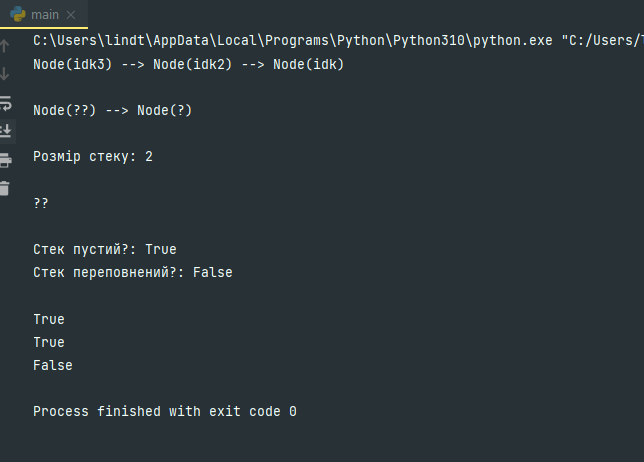 main
C:\Users\lindt\AppData\Local\Programs\Python\Python310\python.exe "C:/Users/
Node(idk3) --> Node(idk2) --> Node(idk)
Node(??) --> Node(?)
Розмір стеку: 2
??
Стек пустий?: True
Стек переповнений?: False
True
True
False
Process finished with exit code 0